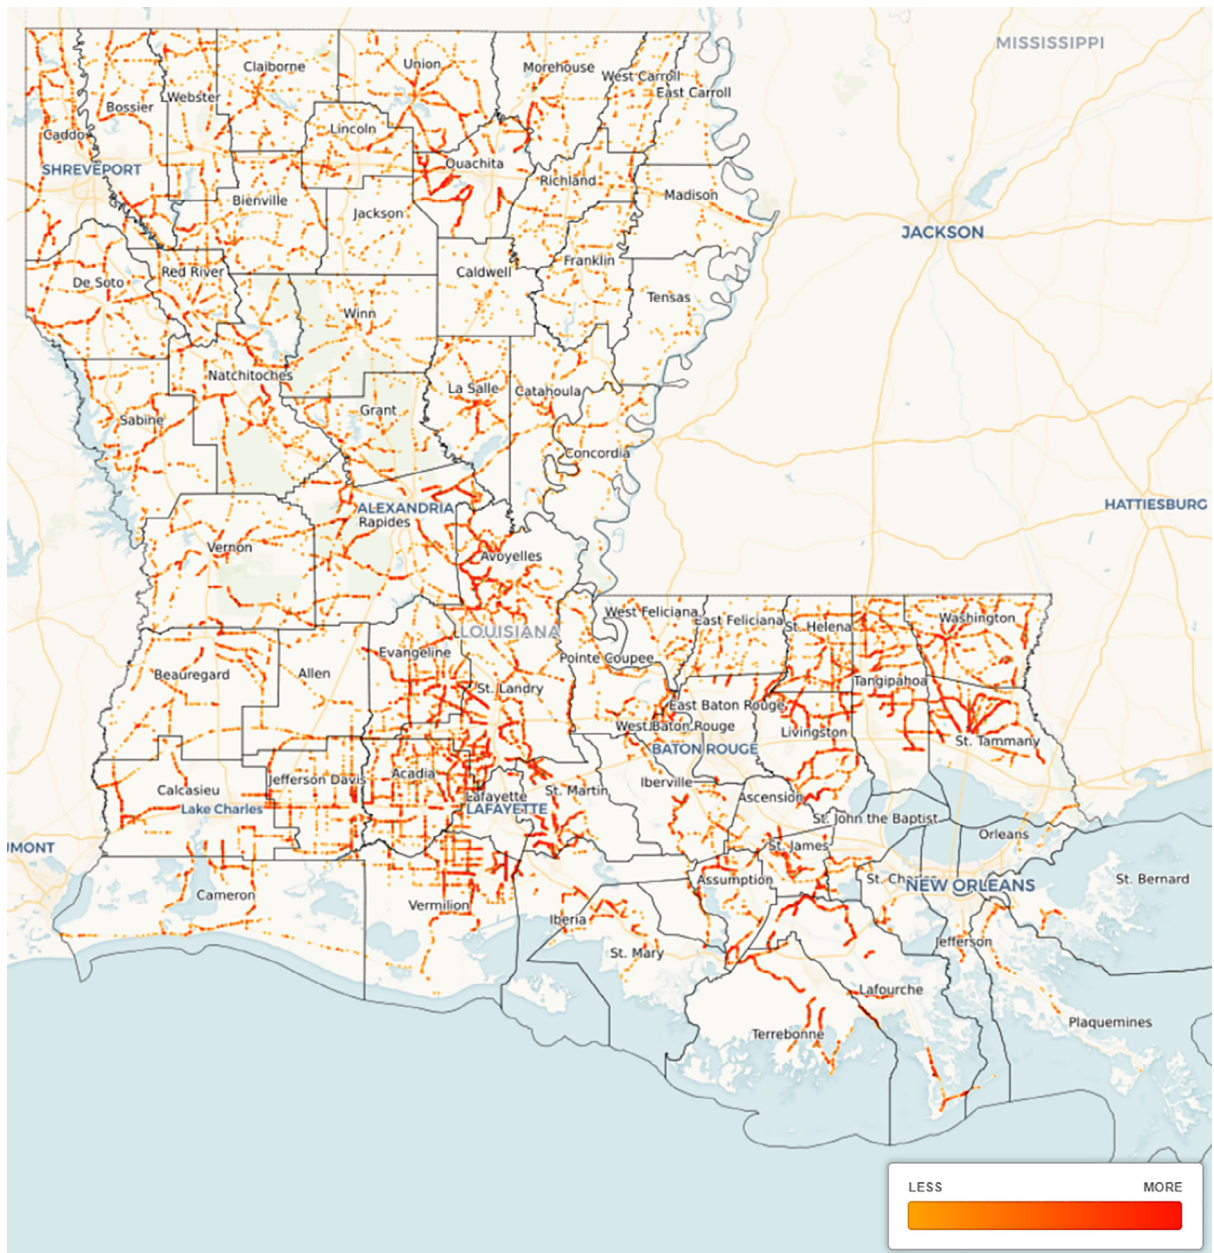 MISSISSIPPI
Claiborne
Union
Morehouse
West Carroll
East Carroll
Bossier
Webster
Caddo
Lincoln
SHREVEPORT
Ouachita
Richland
Madison
Bienville
Jackson
JACKSON
De Soto
Red River
Caldwell
Franklin
Tensas
Winn
Natchitoches
La Salle
Catahoula
Sabine
Grant
Concordia
ALEXANDRIA
Rapides
HATTIESBURG
Vernon
Avoyelles
LOUISIANA
West Feliciana
East Feliciana
St. Helena
Washington
Evangeline
Pointe Coupee
Beauregard
Allen
St. Landry
Tangipahoa
East Baton Rouge
West Baton Rouge
Livingston
St. Tammany
BATON ROUGE
Jefferson Davis
Acadia
Iberville
Calcasieu
Lafayette
St. Martin
Ascension
Lake Charles
LAFAYETTE
St. John the Baptist
Orleans
UMONT
St. James
Assumption
St. Charles
NEW ORLEANS
St. Bernard
Cameron
Vermilion
Iberia
Jefferson
St. Mary
Lafourche
Terrebonne
Plaquemines
LESS
MORE